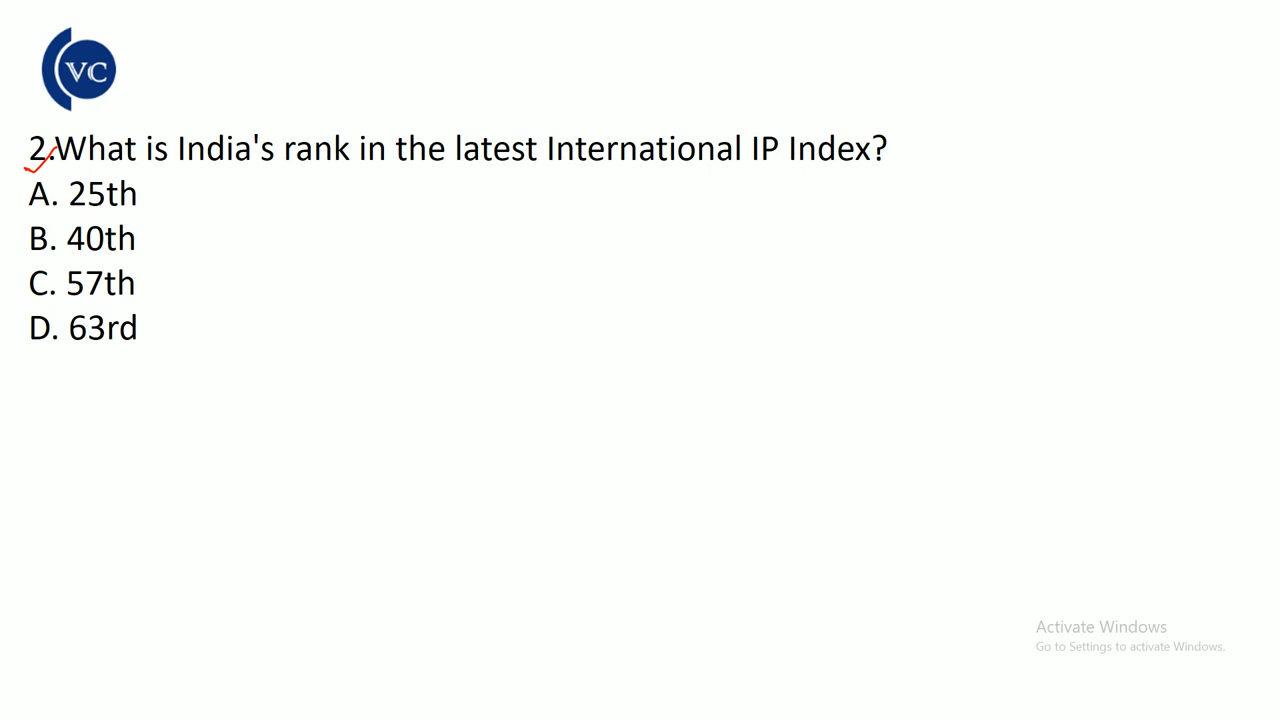 VC
2.What is India's rank in the latest International IP Index?
A. 25th
B. 40th
C. 57th
D. 63rd
Activate Windows
Go to Settings to activate Windows.